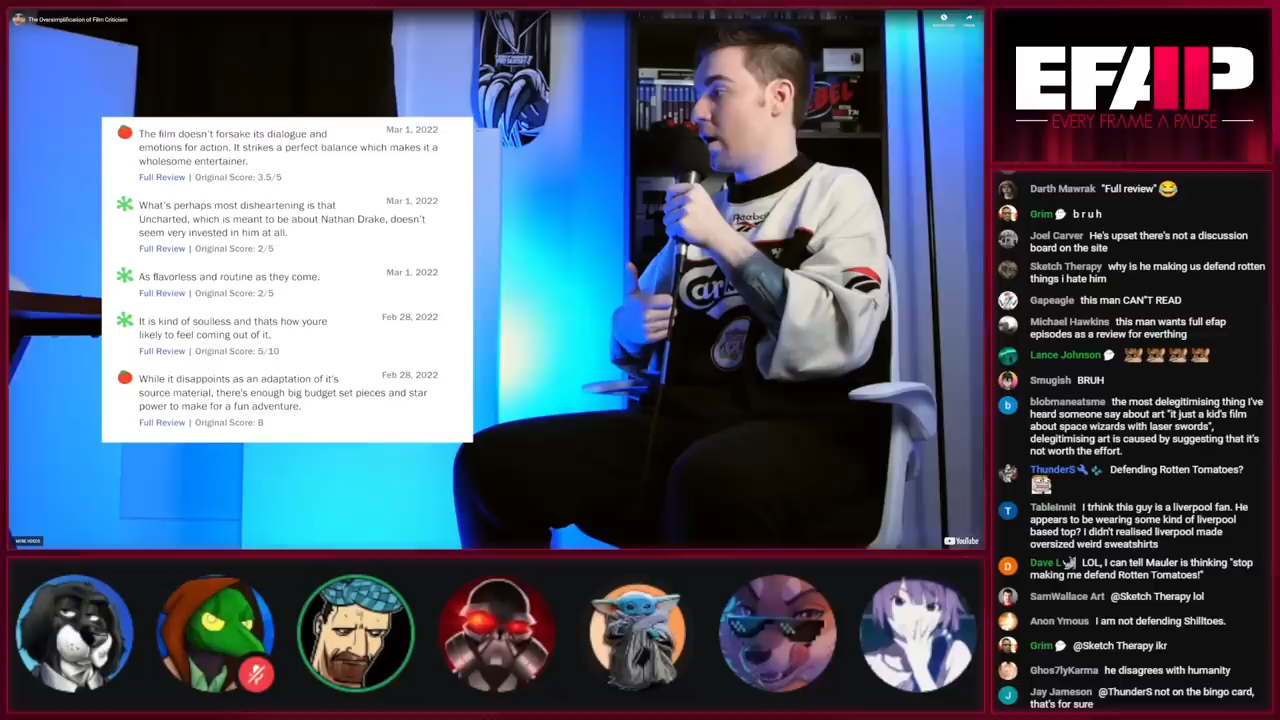 The Oversimplification of Film Criticism
The film doesn't forsake its dialogue and
Mar 1, 2022
emotions for action. It strikes a perfect balance which makes it a
wholesome entertainer.
Full Review | Original Score: 3.5/5
What's perhaps most disheartening is that
Mar 1, 2022
Uncharted, which is meant to be about Nathan Drake, doesn't
seem very invested in him at all.
Full Review | Original Score: 2/5
As flavorless and routine as they come.
Mar 1, 2022
Full Review | Original Score: 2/5
It is kind of soulless and thats how youre
Feb 28, 2022
likely to feel coming out of it.
Full Review | Original Score: 5/10
While it disappoints as an adaptation of it's
Feb 28, 2022
source material, there's enough big budget set pieces and star
power to make for a fun adventure.
Full Review | Original Score: B
Reebok
Carls
MORE VIDEOS
YouTube
EFAP
EVERY FRAME A PAUSE
Darth Mawrak "Full review" 😂
Grim b r u h
Joel Carver He's upset there's not a discussion
board on the site
Sketch Therapy why is he making us defend rotten
things i hate him
Gapeagle this man CAN"T READ
Michael Hawkins this man wants full efap
episodes as a review for everthing
Lance Johnson
Smugish BRUH
b
blobmaneatsme the most delegitimising thing I've
heard someone say about art "it just a kid's film
about space wizards with laser swords",
delegitimising art is caused by suggesting that it's
not worth the effort.
ThunderS Defending Rotten Tomatoes?
T
TableInnit I trhink this guy is a liverpool fan. He
appears to be wearing some kind of liverpool
based top? I didn't realised liverpool made
oversized weird sweatshirts
D
Dave L LOL, I can tell Mauler is thinking "stop
making me defend Rotten Tomatoes!"
SamWallace Art @Sketch Therapy lol
Anon Ymous I am not defending Shilltoes.
Grim @Sketch Therapy ikr
Ghos7lyKarma he disagrees with humanity
J
Jay Jameson @ThunderS not on the bingo card,
that's for sure